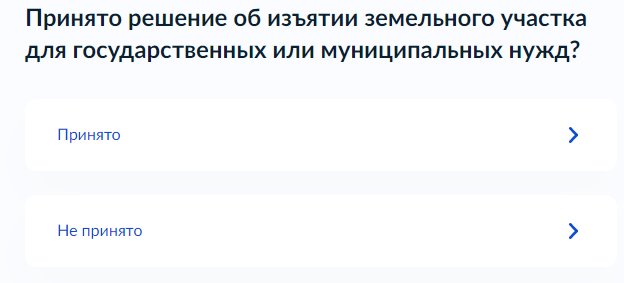 Принято решение об изъятии земельного участка
для государственных или муниципальных нужд?
Принято
Не принято